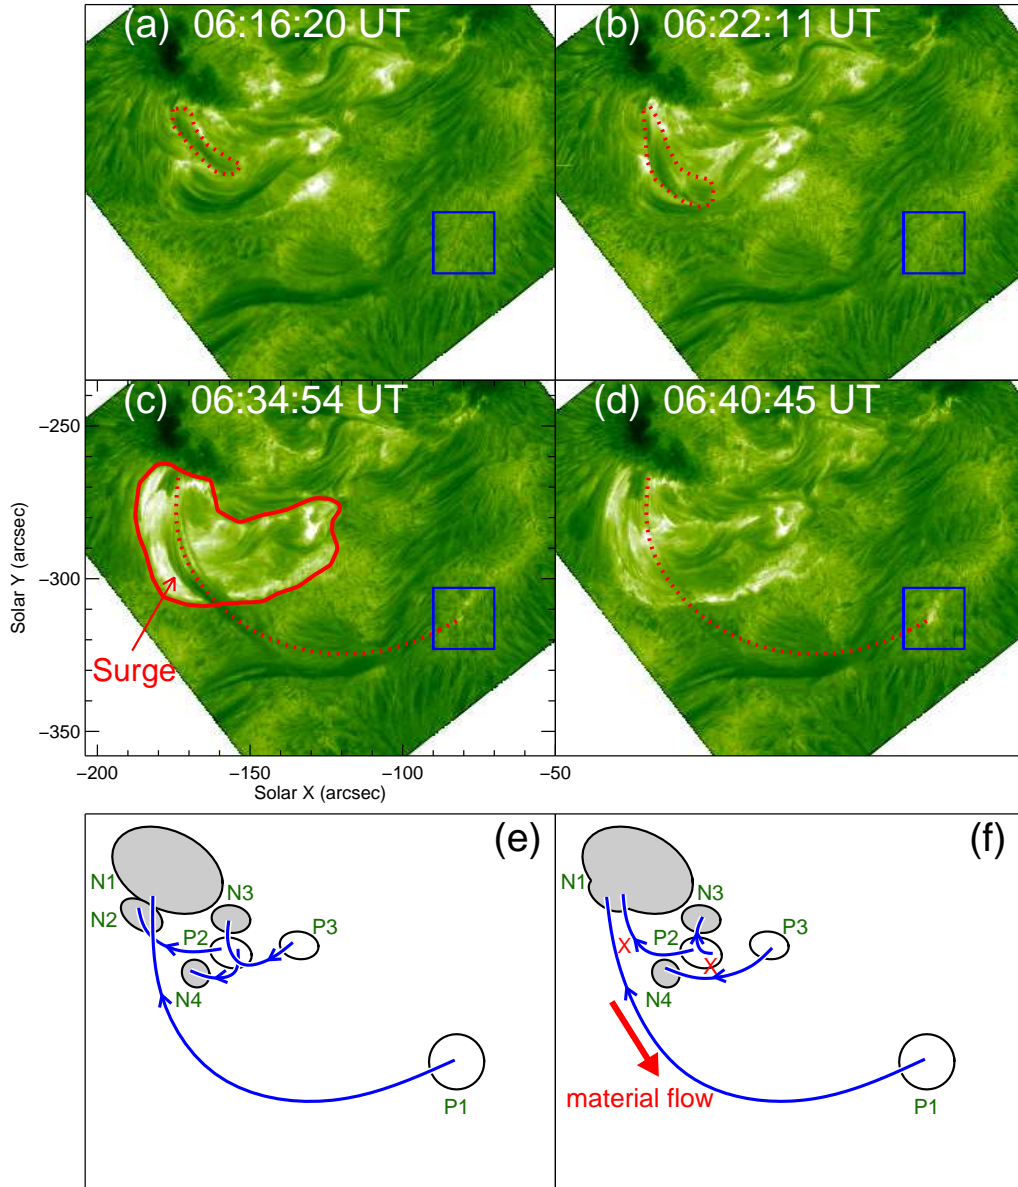 (a) 06:16:20 UT
(b) 06:22:11 UT
(c) 06:34:54 UT
(d) 06:40:45 UT
−250
−300
−350
Solar Y (arcsec)
Surge
−200 −150 −100 −50
Solar X (arcsec)
(e)
N1
N2
N3
P2
P3
N4
P1
(f)
N1
N3
P2
P3
X
X
N4
material flow
P1